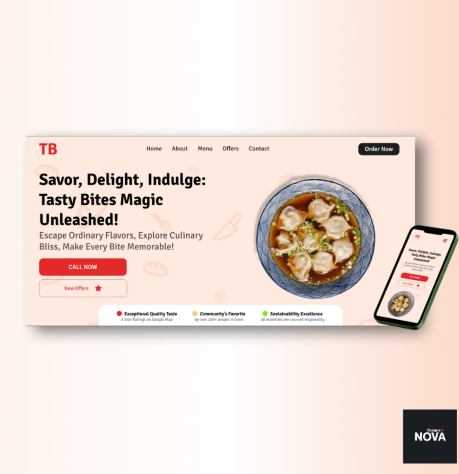 TB
Home About Menu Offers Contact
Order Now
Savor, Delight, Indulge:
Tasty Bites Magic
Unleashed!
Escape Ordinary Flavors, Explore Culinary
Bliss, Make Every Bite Memorable!
CALL NOW
New Offers
Exceptional Quality Taste
5 Star Ratings on Google Map
Community's Favorite
by over 100+ people in town
Sustainability Excellence
all materials are sourced responsibly
TB
Savor, Delight, Indulge:
Tasty Bites Magic
Unleashed!
Designs
NOVA